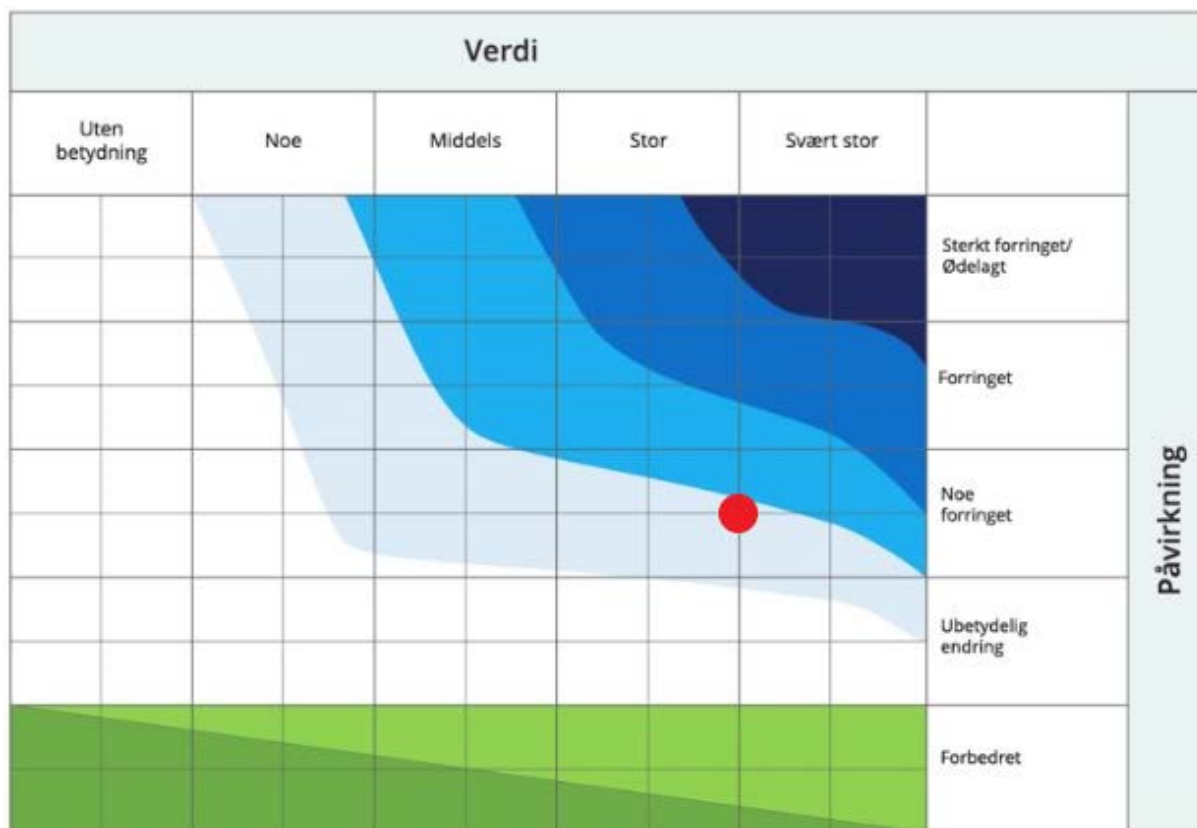 Verdi
Uten
betydning
Noe
Middels
Stor
Svært stor
Sterkt forringet/
Ødelagt
Forringet
Noe
forringet
Ubetydelig
endring
Forbedret
Påvirkning